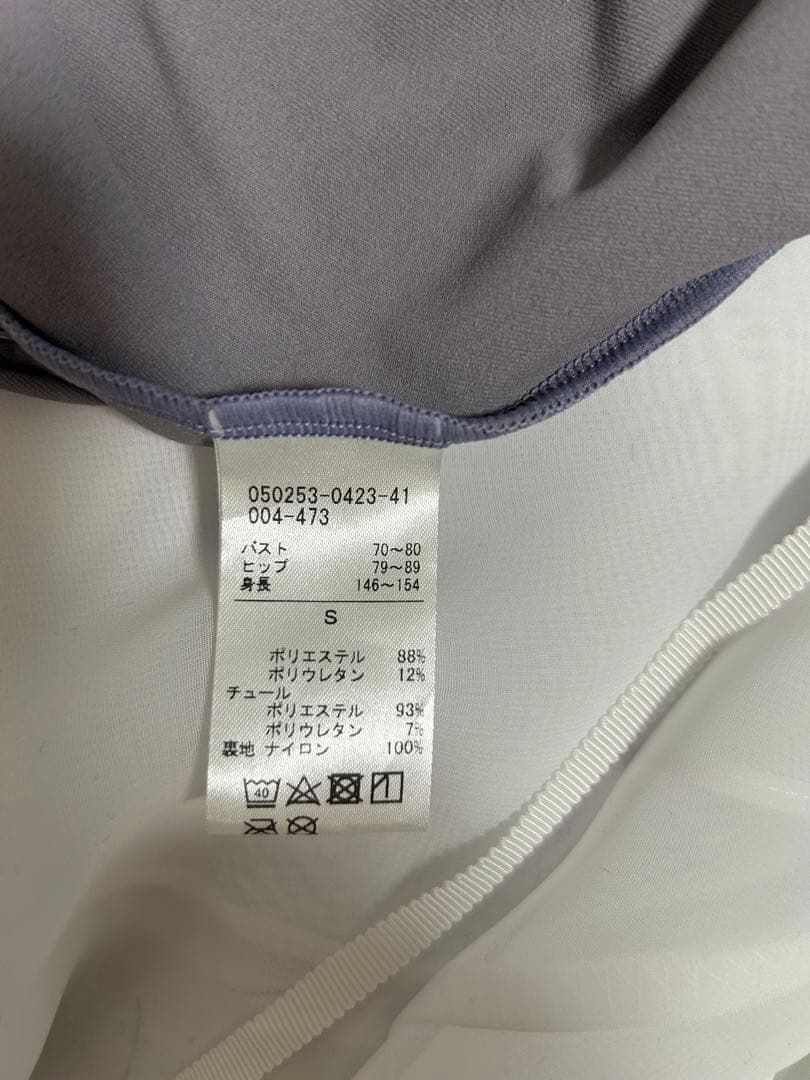 050253-0423-41
004-473
バスト 70～80
ヒップ 79～89
身長 146～154
S
ポリエステル 88%
ポリウレタン 12%
チュール
ポリエステル 93%
ポリウレタン 7%
裏地 ナイロン 100%
40